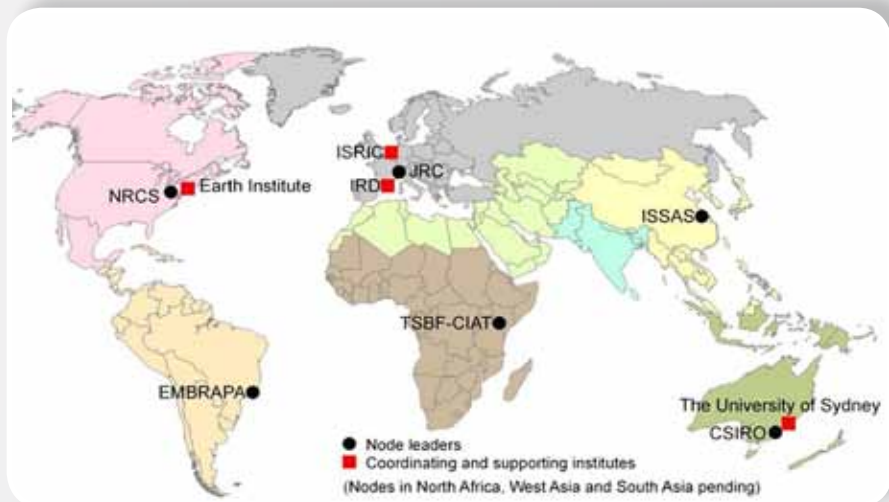 ISRIC
JRC
IRD
NRCS
Earth Institute
ISSAS
TSBF-CIAT
EMBRAPA
The University of Sydney
CSIRO
Node leaders
Coordinating and supporting institutes
(Nodes in North Africa, West Asia and South Asia pending)